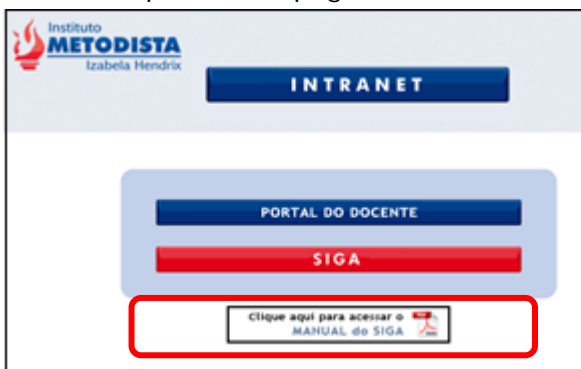 Instituto
METODISTA
Izabela Hendrix
INTRANET
PORTAL DO DOCENTE
SIGA
Clique aqui para acessar o
MANUAL do SIGA